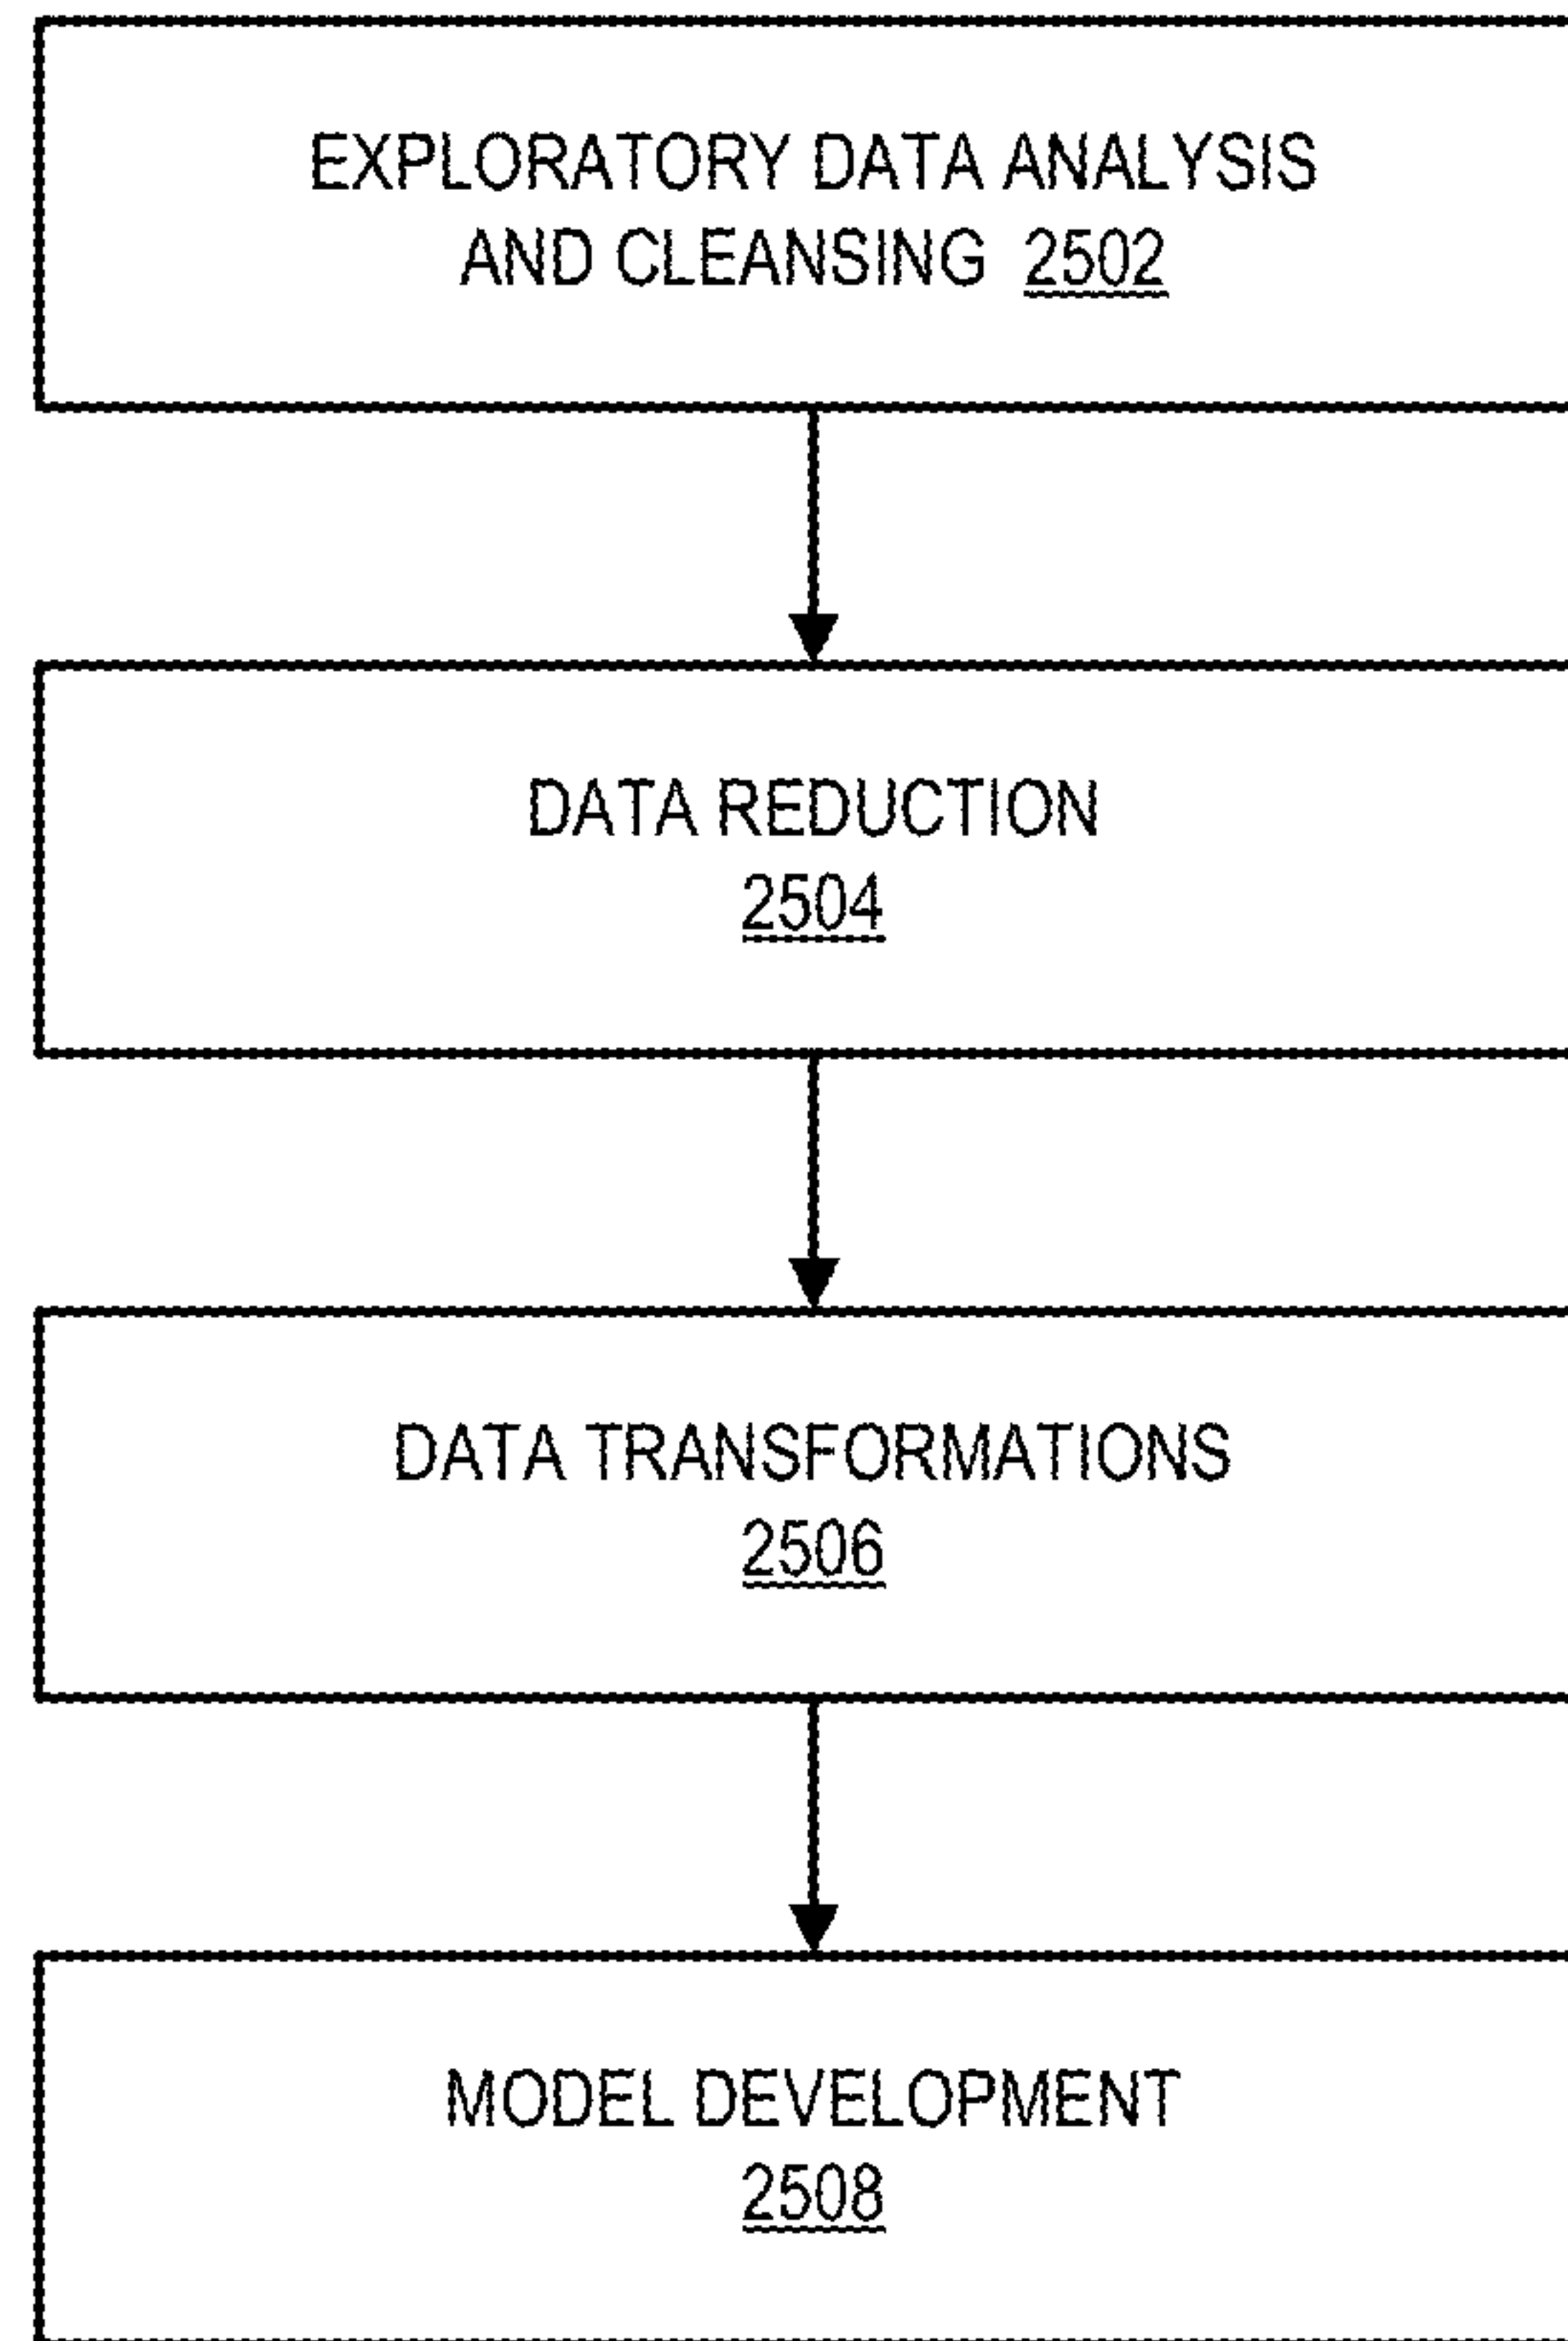 EXPLORATORY DATA ANALYSIS
AND CLEANSING 2502
DATA REDUCTION
2504
DATA TRANSFORMATIONS
2506
MODEL DEVELOPMENT
2508